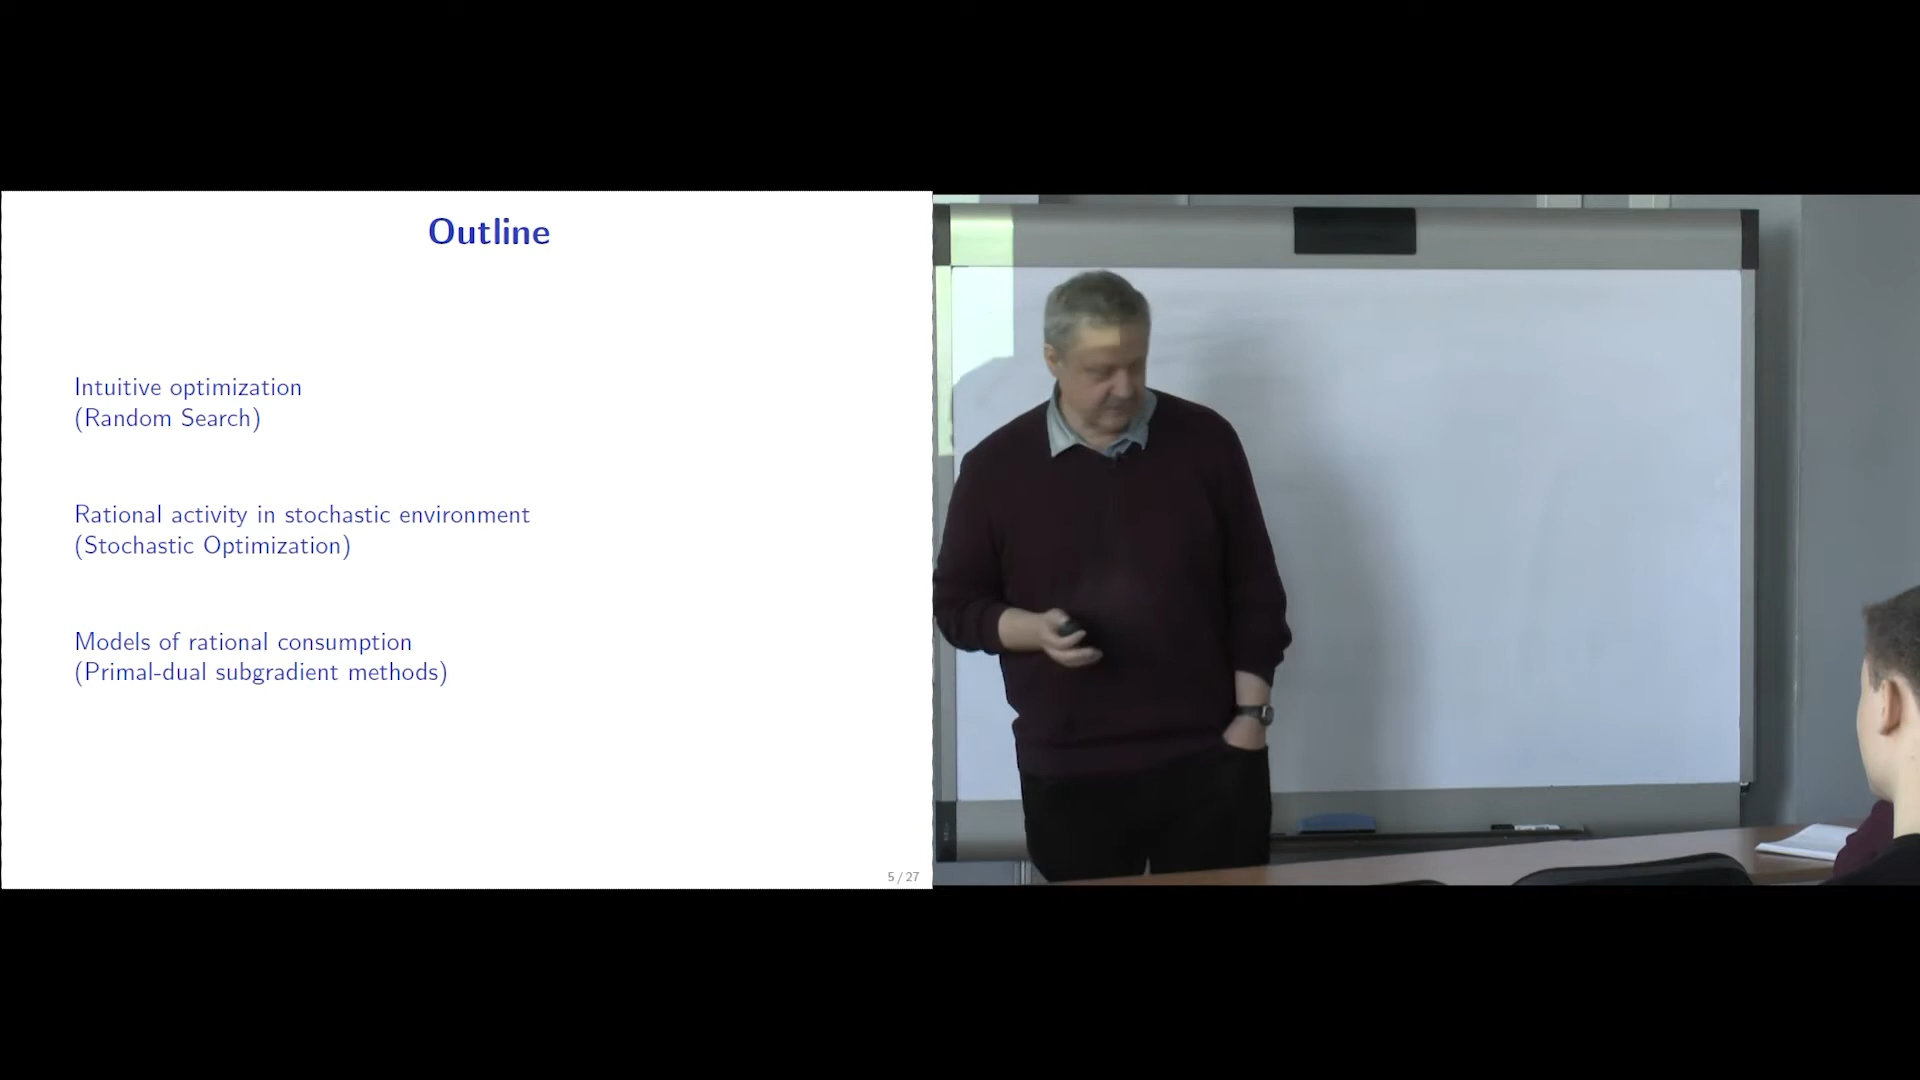 Outline
Intuitive optimization
(Random Search)
Rational activity in stochastic environment
(Stochastic Optimization)
Models of rational consumption
(Primal-dual subgradient methods)
5 / 27